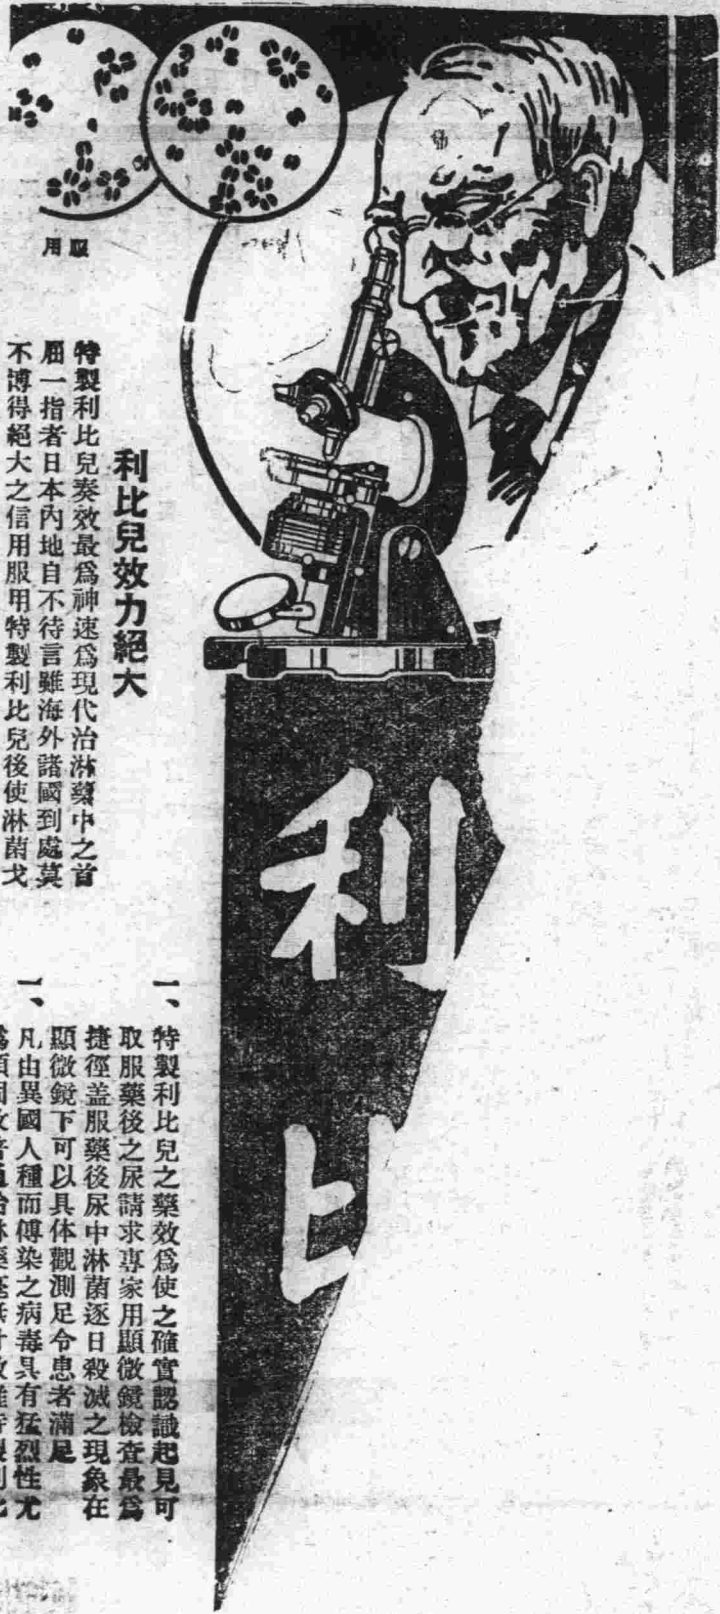 利比
服用
利比兒效力絕大
特製利比兒奏效最爲神速爲現代治淋藥中之首
屈一指者日本內地自不待言雖海外諸國到處莫
不博得絕大之信用服用特製利比兒後使淋菌戈
一、特製利比兒之藥效爲使之確實認識起見可
取服藥後之尿請求專家用顯微鏡檢查最爲
捷徑盖服藥後尿中淋菌逐日殺滅之現象在
顯微鏡下可以具体觀測足令患者滿足
一、凡由異國人種而傳染之病毒具有猛烈性尤